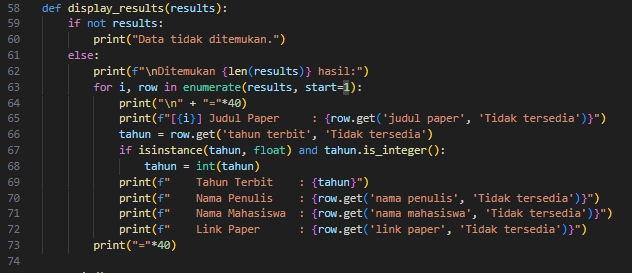 58 def display_results(results):
59     if not results:
60         print("Data tidak ditemukan.")
61     else:
62         print(f"\nDitemukan {len(results)} hasil:")
63         for i, row in enumerate(results, start=1):
64             print("\n" + "="*40)
65             print(f"[{i}] Judul Paper     : {row.get('judul paper', 'Tidak tersedia')}")
66             tahun = row.get('tahun terbit', 'Tidak tersedia')
67             if isinstance(tahun, float) and tahun.is_integer():
68                 tahun = int(tahun)
69             print(f"    Tahun Terbit    : {tahun}")
70             print(f"    Nama Penulis    : {row.get('nama penulis', 'Tidak tersedia')}")
71             print(f"    Nama Mahasiswa  : {row.get('nama mahasiswa', 'Tidak tersedia')}")
72             print(f"    Link Paper      : {row.get('link paper', 'Tidak tersedia')}")
73         print("="*40)
74